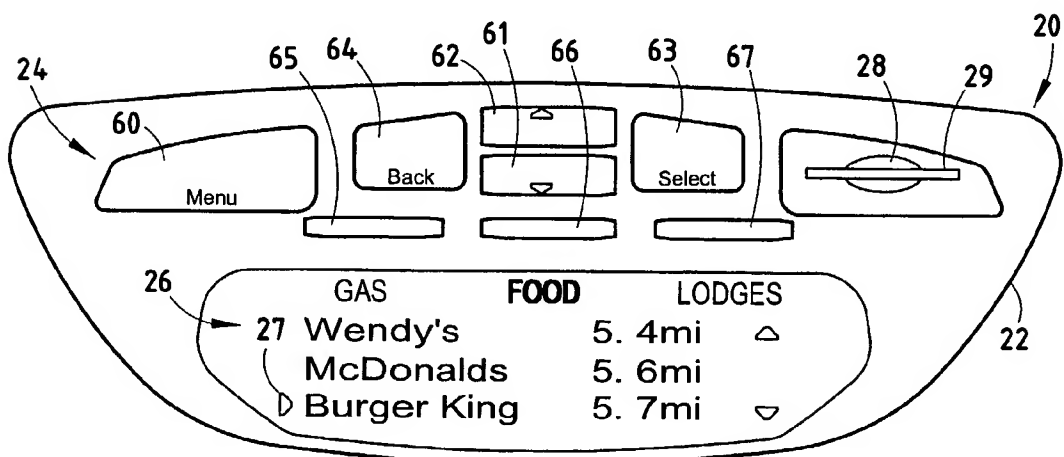 61
64 62 66 63 20
65 67 28
24 29
60
Back Select
Menu
26 GAS FOOD LODGES
27 Wendy's 5. 4mi 22
McDonalds 5. 6mi
Burger King 5. 7mi